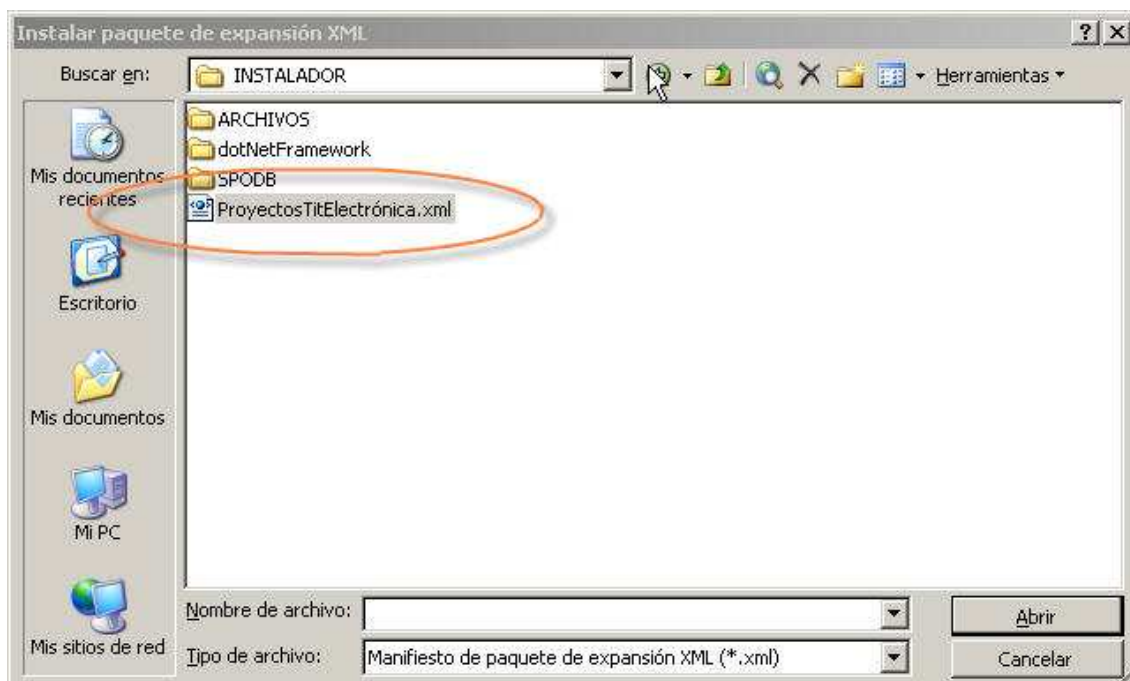 Instalar paquete de expansión XML
Buscar en:
INSTALADOR
Herramientas
Mis documentos
recientes
Escritorio
Mis documentos
Mi PC
Mis sitios de red
ARCHIVOS
dotNetFramework
SPODB
ProyectosTitElectrónica.xml
Nombre de archivo:
Abrir
Tipo de archivo:
Manifiesto de paquete de expansión XML (*.xml)
Cancelar